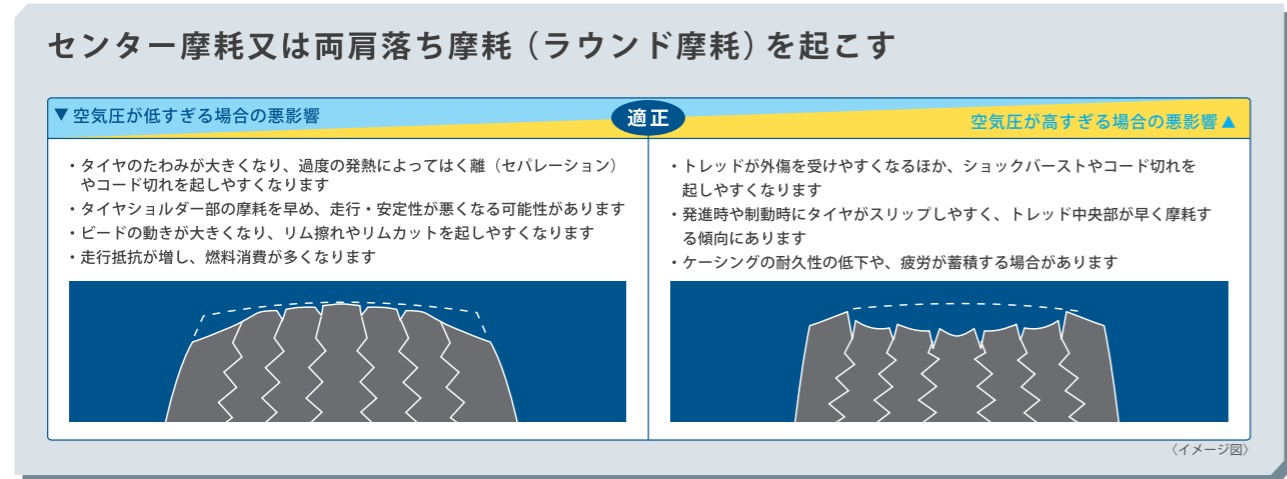 センター摩耗又は両肩落ち摩耗（ラウンド摩耗）を起こす
▼空気圧が低すぎる場合の悪影響
適正
空気圧が高すぎる場合の悪影響▲
・タイヤのたわみが大きくなり、過度の発熱によってはく離（セパレーション）
やコード切れを起しやすくなります
・タイヤショルダー部の摩耗を早め、走行・安定性が悪くなる可能性があります
・ビードの動きが大きくなり、リム擦れやリムカットを起しやすくなります
・走行抵抗が増し、燃料消費が多くなります
・トレッドが外傷を受けやすくなるほか、ショックバーストやコード切れを
起しやすくなります
・発進時や制動時にタイヤがスリップしやすく、トレッド中央部が早く摩耗す
る傾向にあります
・ケーシングの耐久性の低下や、疲労が蓄積する場合があります
〈イメージ図〉